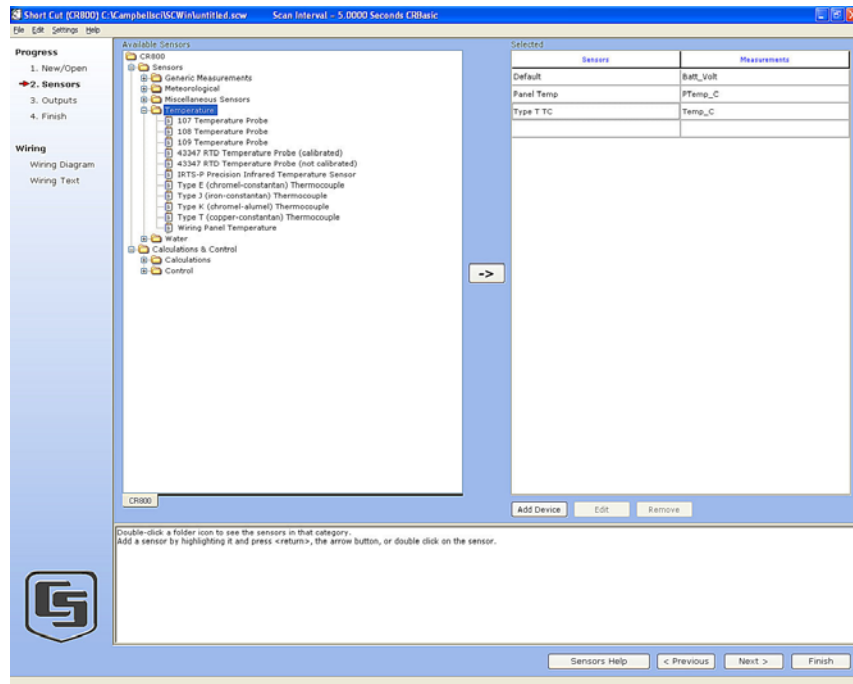 Short Cut (CR800) C:\Campbellsci\SCWin\untitled.scw Scan Interval = 5.0000 Seconds CRBasic
File Edit Settings Help
Progress
1. New/Open
2. Sensors
3. Outputs
4. Finish
Wiring
Wiring Diagram
Wiring Text
Available Sensors
CR800
Sensors
Generic Measurements
Meteorological
Miscellaneous Sensors
Temperature
107 Temperature Probe
108 Temperature Probe
109 Temperature Probe
43347 RTD Temperature Probe (calibrated)
43347 RTD Temperature Probe (not calibrated)
IRTS-P Precision Infrared Temperature Sensor
Type E (chromel-constantan) Thermocouple
Type J (iron-constantan) Thermocouple
Type K (chromel-alumel) Thermocouple
Type T (copper-constantan) Thermocouple
Wiring Panel Temperature
Water
Calculations & Control
Calculations
Control
CR800
->
Selected
Sensors Measurements
Default Batt_Volt
Panel Temp PTemp_C
Type T TC Temp_C
Add Device Edit Remove
Double-click a folder icon to see the sensors in that category.
Add a sensor by highlighting it and press <return>, the arrow button, or double click on the sensor.
Sensors Help < Previous Next > Finish